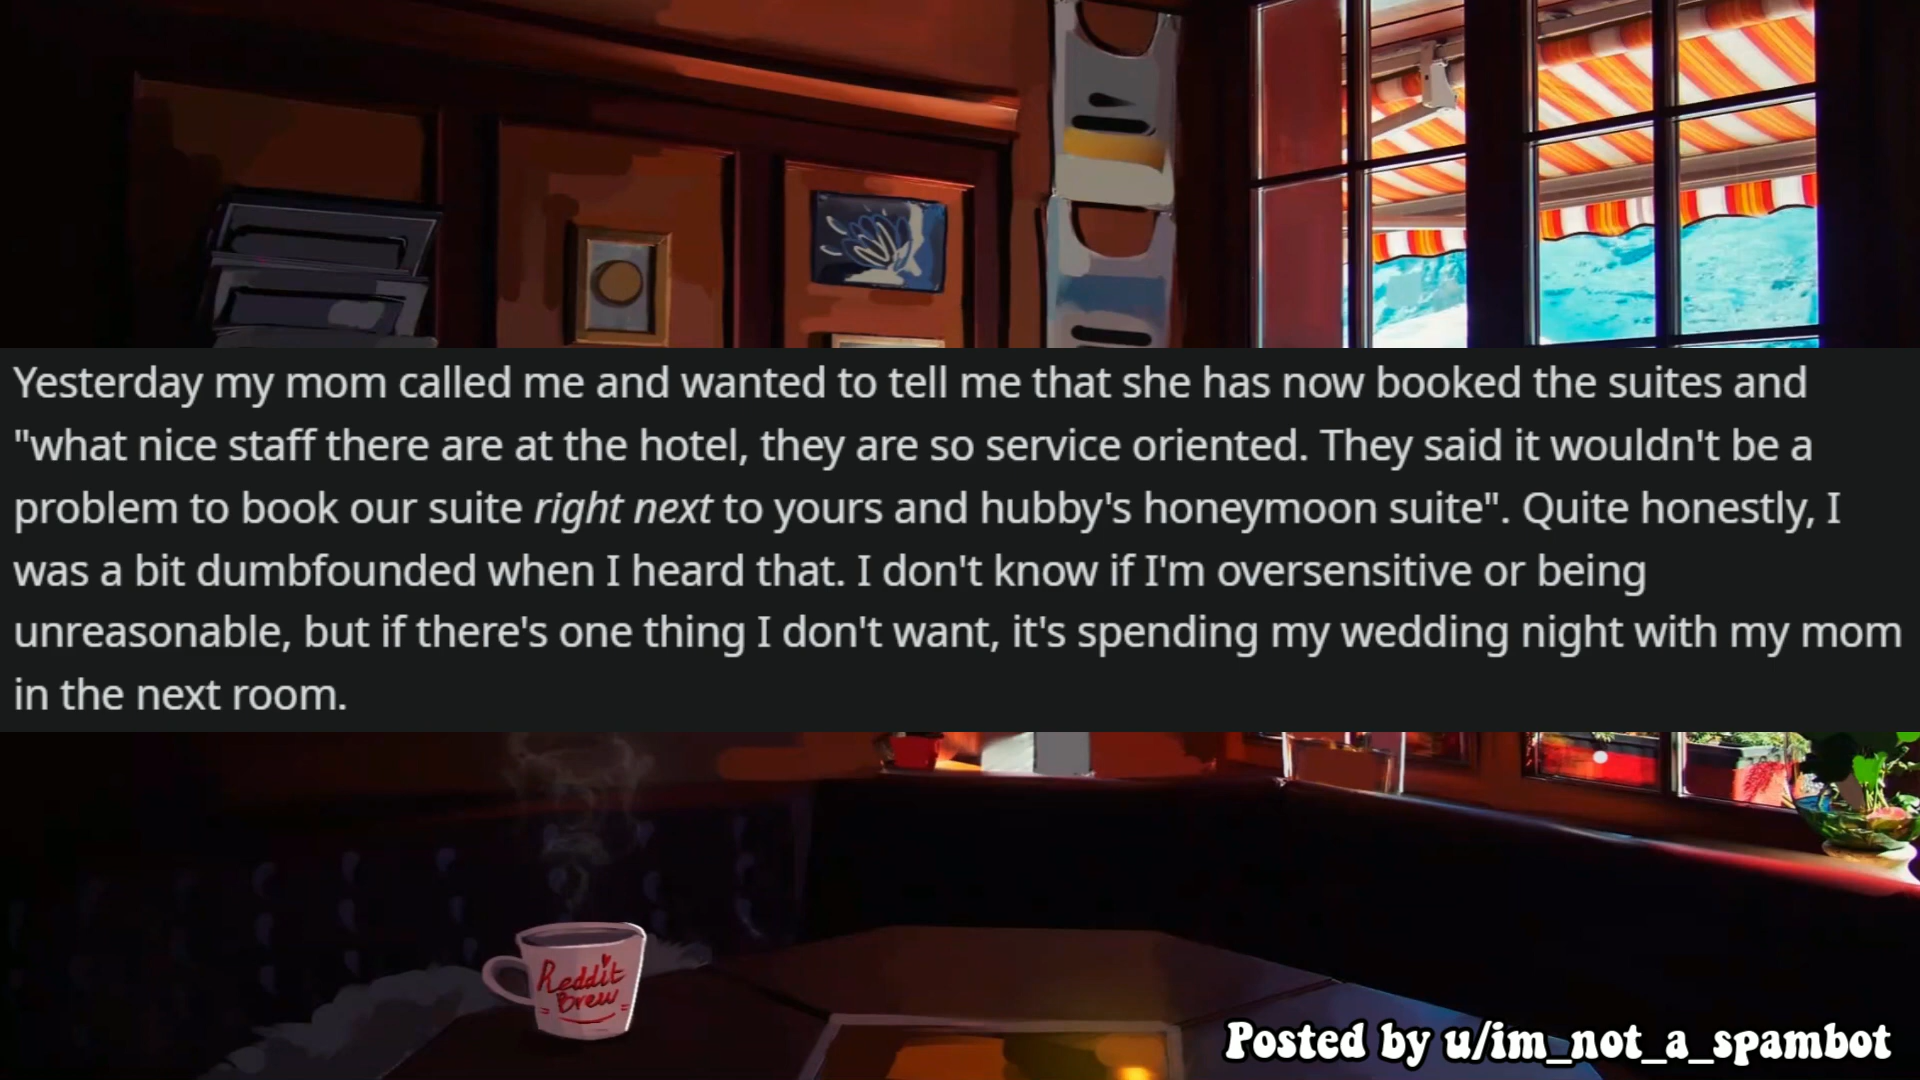 Yesterday my mom called me and wanted to tell me that she has now booked the suites and
"what nice staff there are at the hotel, they are so service oriented. They said it wouldn't be a
problem to book our suite right next to yours and hubby's honeymoon suite". Quite honestly, I
was a bit dumbfounded when I heard that. I don't know if I'm oversensitive or being
unreasonable, but if there's one thing I don't want, it's spending my wedding night with my mom
in the next room.
Reddit
Brew
Posted by u/im_not_a_spambot